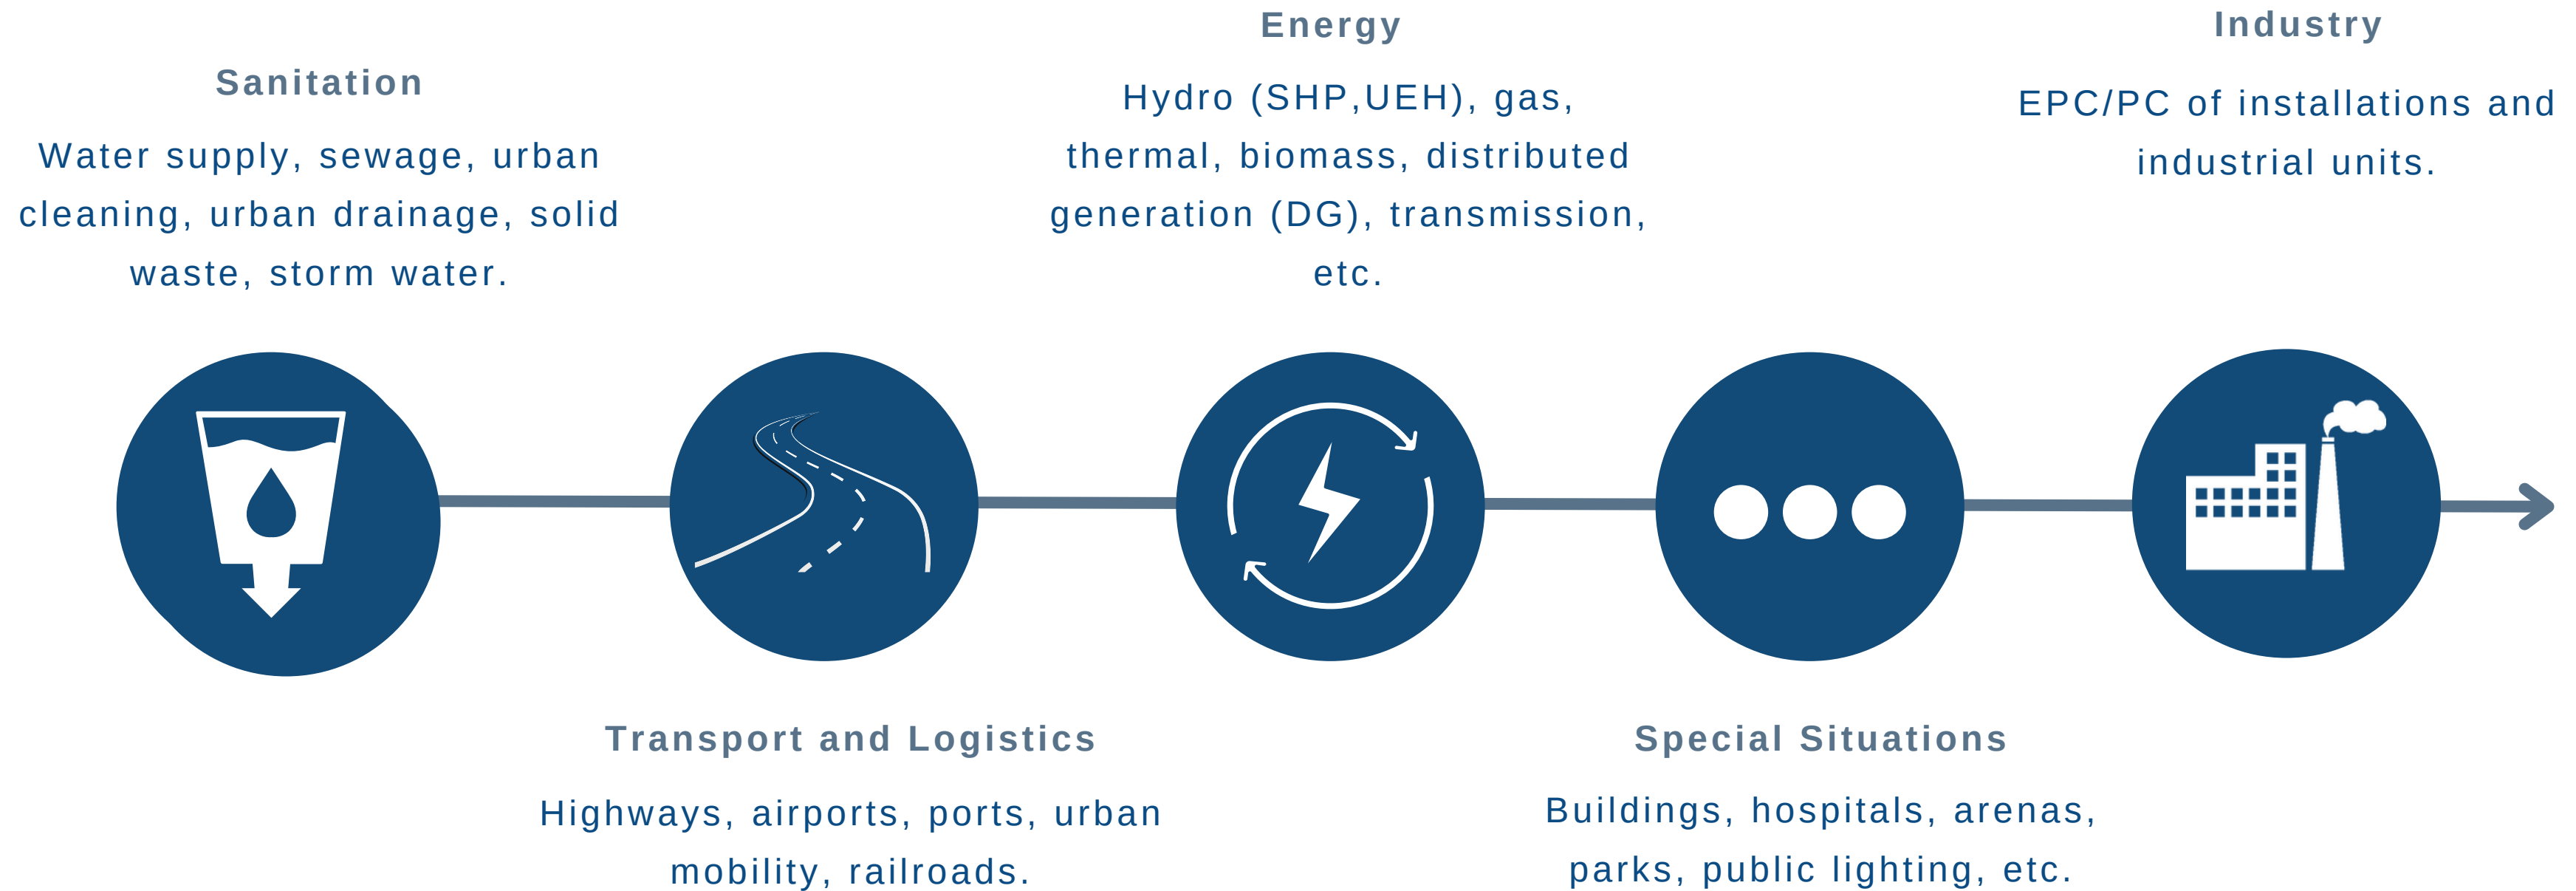 Sanitation
Water supply, sewage, urban
cleaning, urban drainage, solid
waste, storm water.
Transport and Logistics
Highways, airports, ports, urban
mobility, railroads.
Energy
Hydro (SHP,UEH), gas,
thermal, biomass, distributed
generation (DG), transmission,
etc.
Special Situations
Buildings, hospitals, arenas,
parks, public lighting, etc.
Industry
EPC/PC of installations and
industrial units.